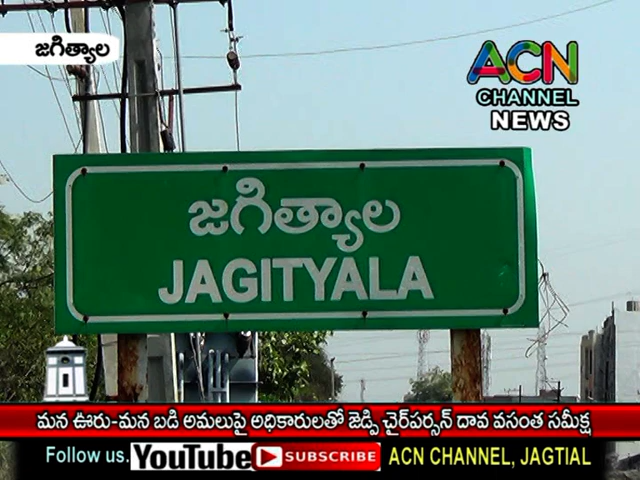 జగిత్యాల
ACN
CHANNEL
NEWS
జగిత్యాల
JAGITYALA
మన ఊరు-మన బడి అమలుపై అధికారులతో జెడ్పి చైర్‌పర్సన్ దావ వసంత సమీక్ష
Follow us. YouTube SUBSCRIBE ACN CHANNEL, JAGTIAL